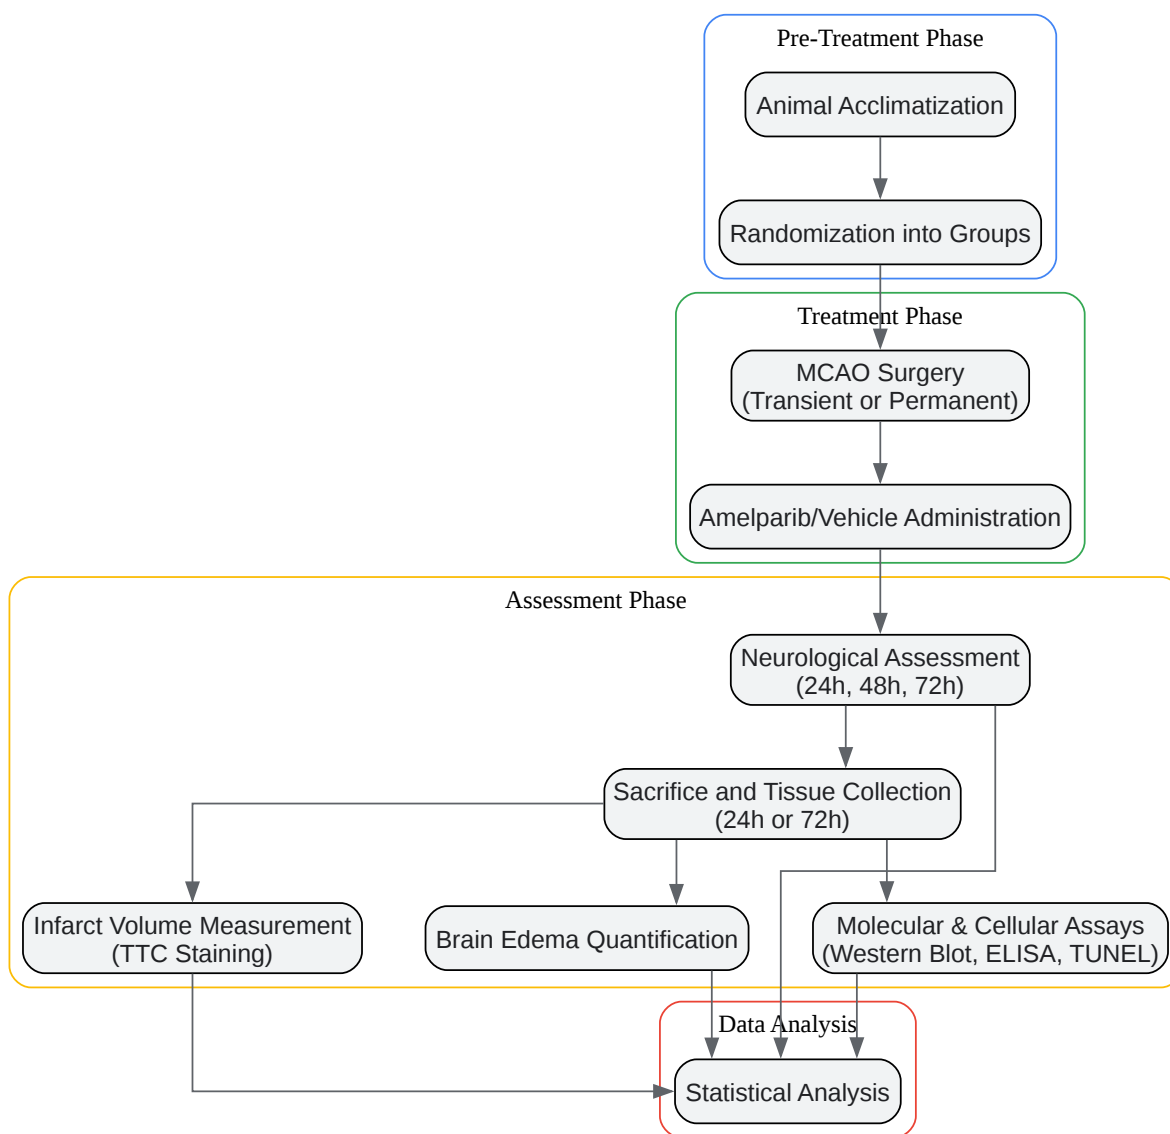 Pre-Treatment Phase
Animal Acclimatization
Randomization into Groups
Treatment Phase
MCAO Surgery
(Transient or Permanent)
Amelparib/Vehicle Administration
Assessment Phase
Neurological Assessment
(24h, 48h, 72h)
Sacrifice and Tissue Collection
(24h or 72h)
Infarct Volume Measurement
(TTC Staining)
Brain Edema Quantification
Molecular & Cellular Assays
(Western Blot, ELISA, TUNEL)
Data Analysis
Statistical Analysis